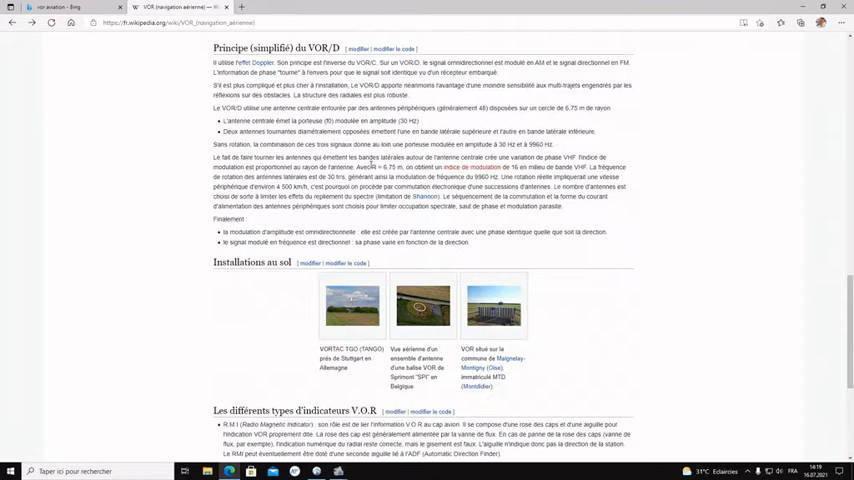 vor aviation - Bing
VOR (navigation aérienne) — W
https://fr.wikipedia.org/wiki/VOR_(navigation_aérienne)
Principe (simplifié) du VOR/D [ modifier | modifier le code ]
Il utilise l'effet Doppler. Son principe est l'inverse du VOR/C. Sur un VOR/D, le signal omnidirectionnel est modulé en AM et le signal directionnel en FM.
L'information de phase "tourne" à l'envers pour que le signal soit identique vu d'un récepteur embarqué.
S'il est plus compliqué et plus cher à l'installation, Le VOR/D apporte néanmoins l'avantage d'une moindre sensibilité aux multi-trajets engendrés par les
réflexions sur des obstacles. La structure des radiales est plus robuste.
Le VOR/D utilise une antenne centrale entourée par des antennes périphériques (généralement 48) disposées sur un cercle de 6,75 m de rayon
• L'antenne centrale émet la porteuse (f0) modulée en amplitude (30 Hz)
• Deux antennes tournantes diamétralement opposées émettent l'une en bande latérale supérieure et l'autre en bande latérale inférieure.
Sans rotation, la combinaison de ces trois signaux donne au loin une porteuse modulée en amplitude à 30 Hz et à 9960 Hz.
Le fait de faire tourner les antennes qui émettent les bandes latérales autour de l'antenne centrale crée une variation de phase VHF. l'indice de
modulation est proportionnel au rayon de l'antenne. Avec R = 6,75 m, on obtient un indice de modulation de 16 en milieu de bande VHF. La fréquence
de rotation des antennes latérales est de 30 tr/s, générant ainsi la modulation de fréquence du 9960 Hz. Une rotation réelle impliquerait une vitesse
périphérique d'environ 4 500 km/h, c'est pourquoi on procède par commutation électronique d'une successions d'antennes. Le nombre d'antennes est
choisi de sorte à limiter les effets du repliement du spectre (limitation de Shannon). Le séquencement de la commutation et la forme du courant
d'alimentation des antennes périphériques sont choisis pour limiter occupation spectrale, saut de phase et modulation parasite.
Finalement :
• la modulation d'amplitude est omnidirectionnelle : elle est créée par l'antenne centrale avec une phase identique quelle que soit la direction.
• le signal modulé en fréquence est directionnel : sa phase varie en fonction de la direction.
Installations au sol [ modifier | modifier le code ]
VORTAC TGO (TANGO)
près de Stuttgart en
Allemagne
Vue aérienne d'un
ensemble d'antenne
d'une balise VOR de
Sprimont "SPI" en
Belgique
VOR situé sur la
commune de Maignelay-
Montigny (Oise),
immatriculé MTD
(Montdidier).
Les différents types d'indicateurs V.O.R [ modifier | modifier le code ]
• R.M.I (Radio Magnetic Indicator) : son rôle est de lier l'information V.O.R au cap avion. Il se compose d'une rose des caps et d'une aiguille pour
l'indication VOR proprement dite. La rose des cap est généralement alimentée par la vanne de flux. En cas de panne de la rose des caps (vanne de
flux, par exemple), l'indication numérique du radial reste correcte, mais le gisement est faux. L'aiguille n'indique donc pas la direction de la station.
Le RMI peut éventuellement être doté d'une seconde aiguille lié à l'ADF (Automatic Direction Finder).
Taper ici pour rechercher
31°C Eclaircies
FRA
14:19
16.07.2021